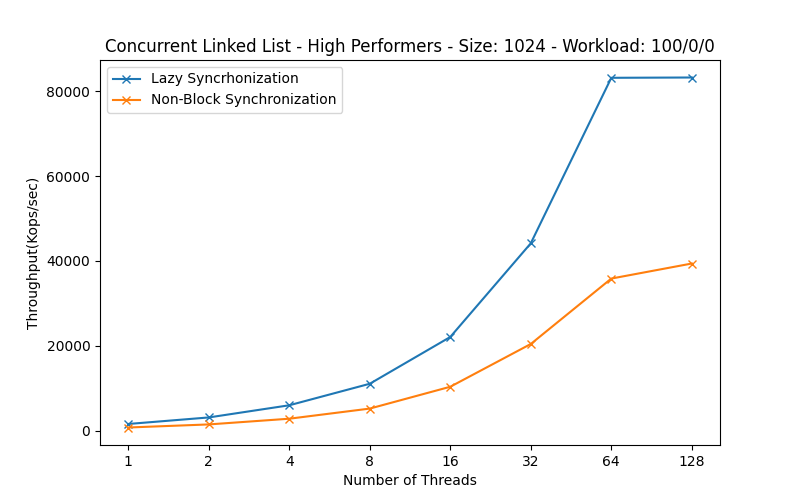 Concurrent Linked List - High Performers - Size: 1024 - Workload: 100/0/0
Lazy Syncrhonization
Non-Block Synchronization
Throughput(Kops/sec)
80000
60000
40000
20000
0
1 2 4 8 16 32 64 128
Number of Threads